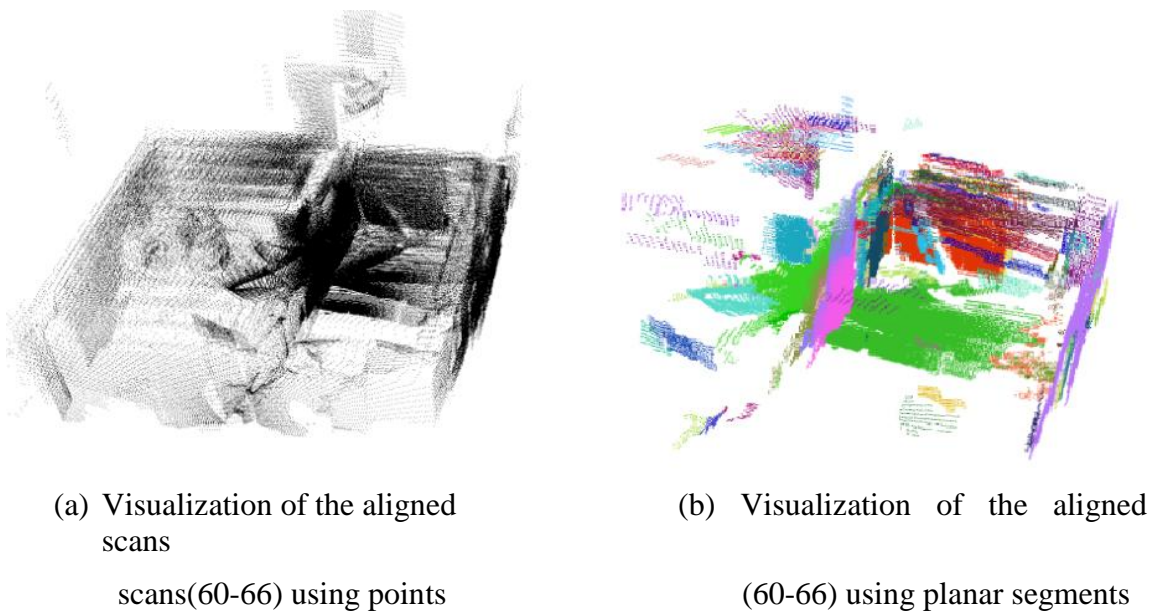 (a) Visualization of the aligned
scans
scans(60-66) using points
(b) Visualization of the aligned
(60-66) using planar segments